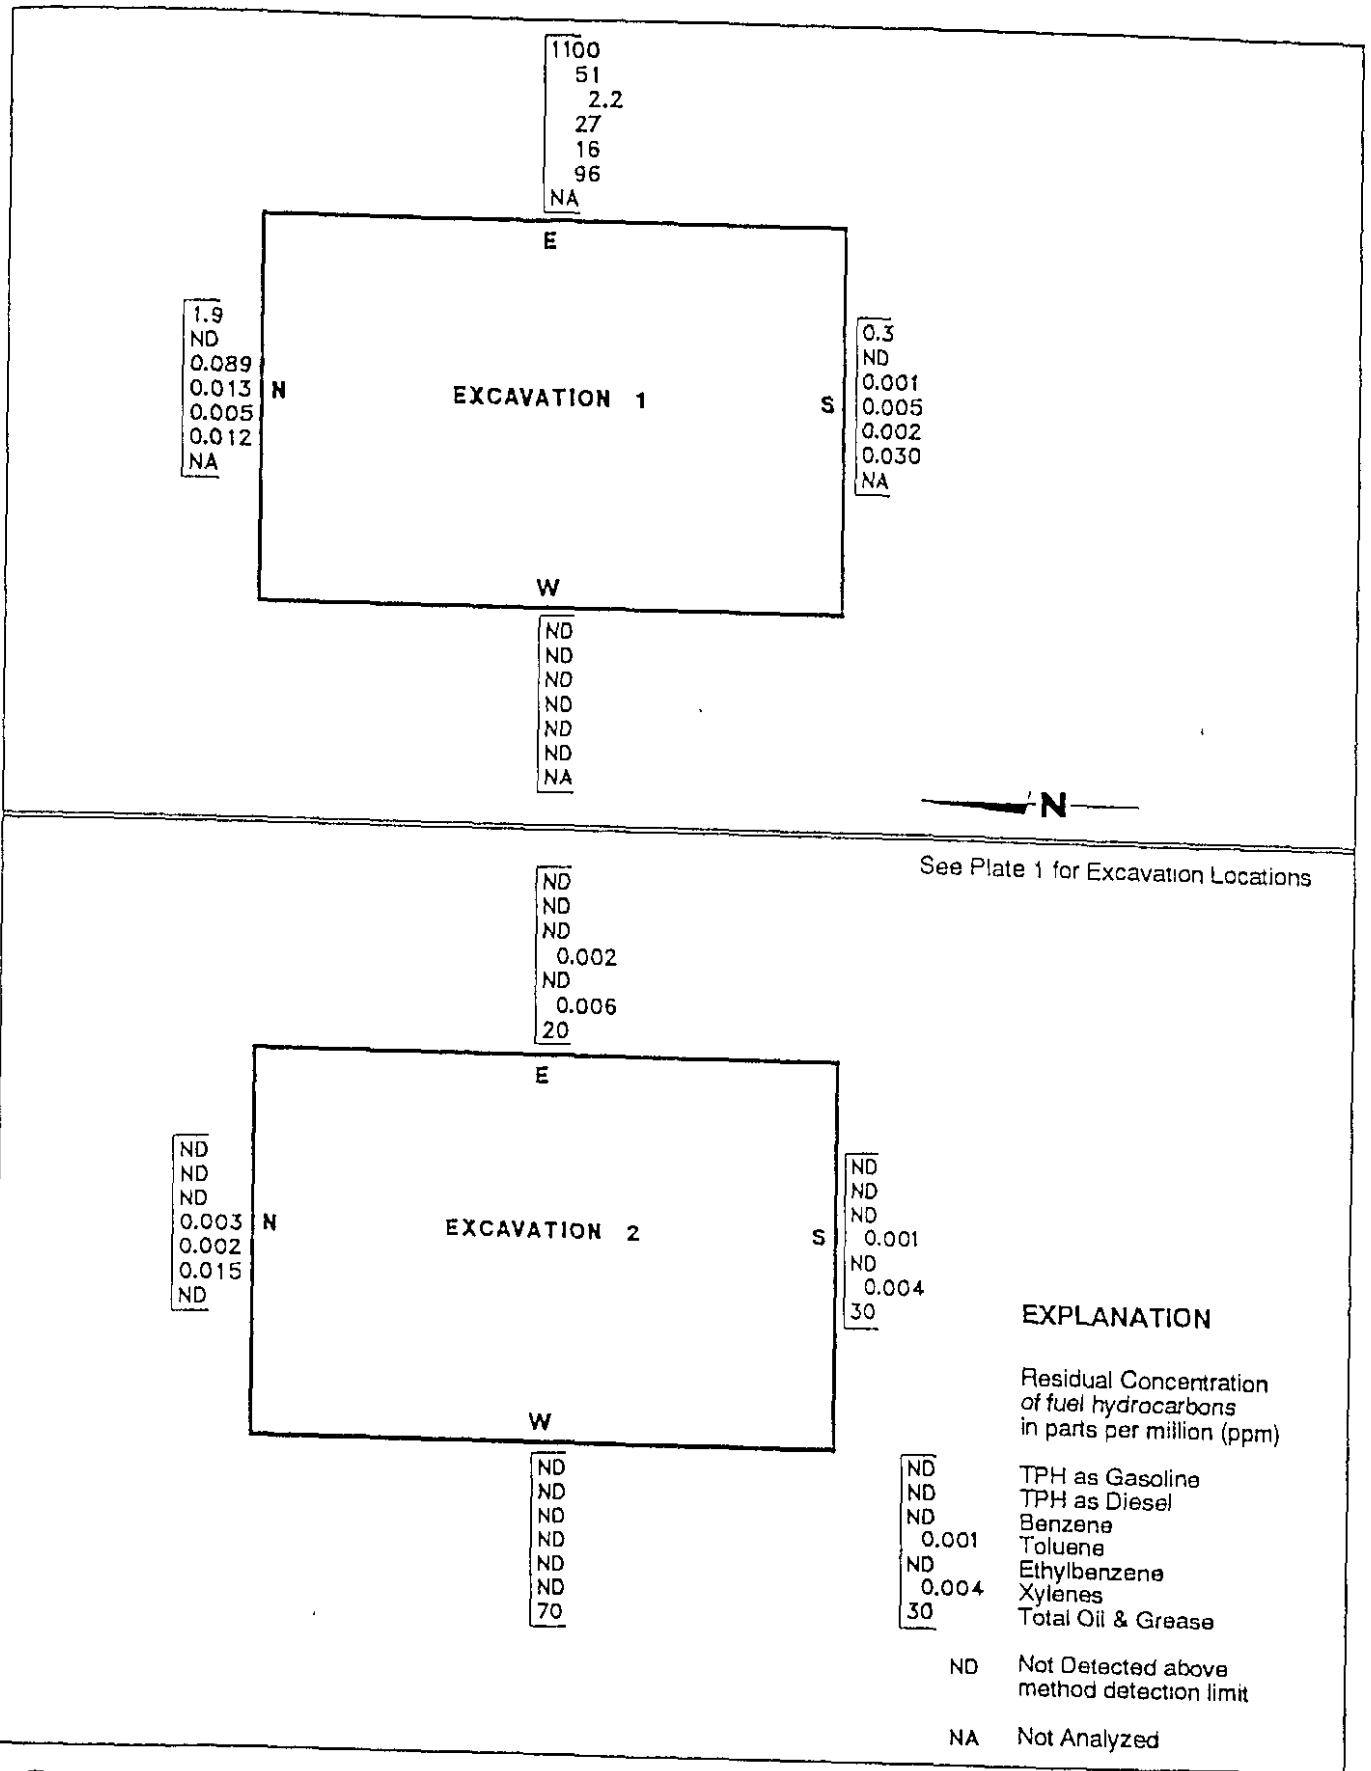 1100
51
2.2
27
16
96
NA
E
1.9
ND
0.089
0.013
0.005
0.012
NA
N
EXCAVATION 1
S
0.3
ND
0.001
0.005
0.002
0.030
NA
W
ND
ND
ND
ND
ND
ND
NA
N
See Plate 1 for Excavation Locations
ND
ND
ND
0.002
ND
0.006
20
E
ND
ND
ND
0.003
0.002
0.015
ND
N
EXCAVATION 2
S
ND
ND
ND
0.001
ND
0.004
30
W
ND
ND
ND
ND
ND
ND
70
EXPLANATION
Residual Concentration
of fuel hydrocarbons
in parts per million (ppm)
ND TPH as Gasoline
ND TPH as Diesel
ND Benzene
0.001 Toluene
ND Ethylbenzene
0.004 Xylenes
30 Total Oil & Grease
ND Not Detected above
method detection limit
NA Not Analyzed